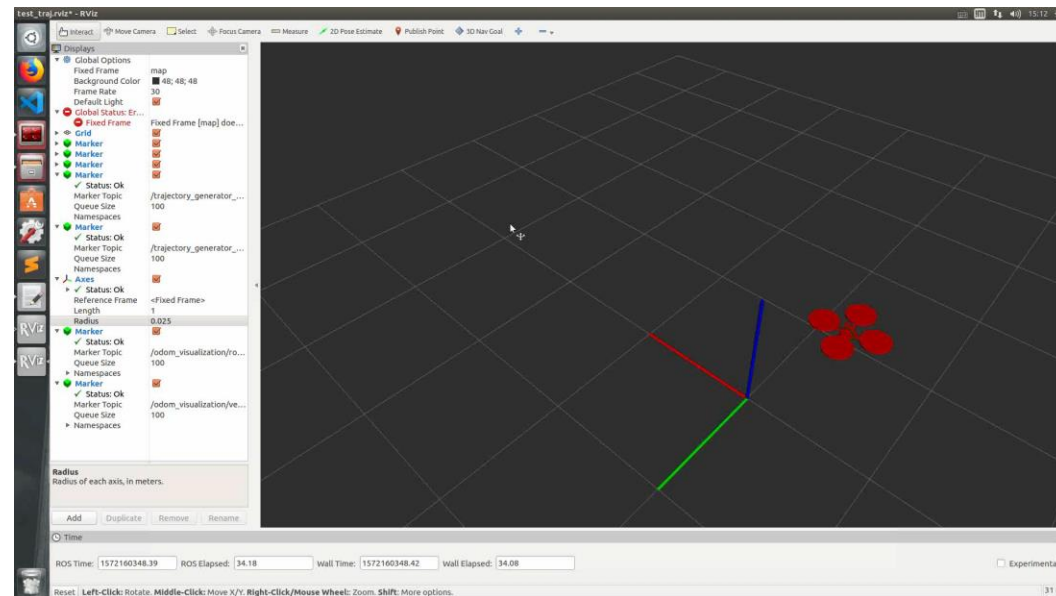 test_traj.rviz* - RViz
15:12
Interact Move Camera Select Focus Camera Measure 2D Pose Estimate Publish Point 3D Nav Goal
Displays
Global Options
Fixed Frame map
Background Color 48; 48; 48
Frame Rate 30
Default Light
Global Status: Er...
Fixed Frame Fixed Frame [map] doe...
Grid
Marker
Marker
Marker
Marker
Status: Ok
Marker Topic /trajectory_generator_...
Queue Size 100
Namespaces
Marker
Status: Ok
Marker Topic /trajectory_generator_...
Queue Size 100
Namespaces
Axes
Status: Ok
Reference Frame <Fixed Frame>
Length 1
Radius 0.025
Marker
Status: Ok
Marker Topic /odom_visualization/ro...
Queue Size 100
Namespaces
Marker
Status: Ok
Marker Topic /odom_visualization/ve...
Queue Size 100
Namespaces
RViz
RViz
Radius
Radius of each axis, in meters.
Add Duplicate Remove Rename
Time
ROS Time: 1572160348.39 ROS Elapsed: 34.18 Wall Time: 1572160348.42 Wall Elapsed: 34.08 Experimenta
Reset Left-Click: Rotate. Middle-Click: Move X/Y. Right-Click/Mouse Wheel: Zoom. Shift: More options. 31